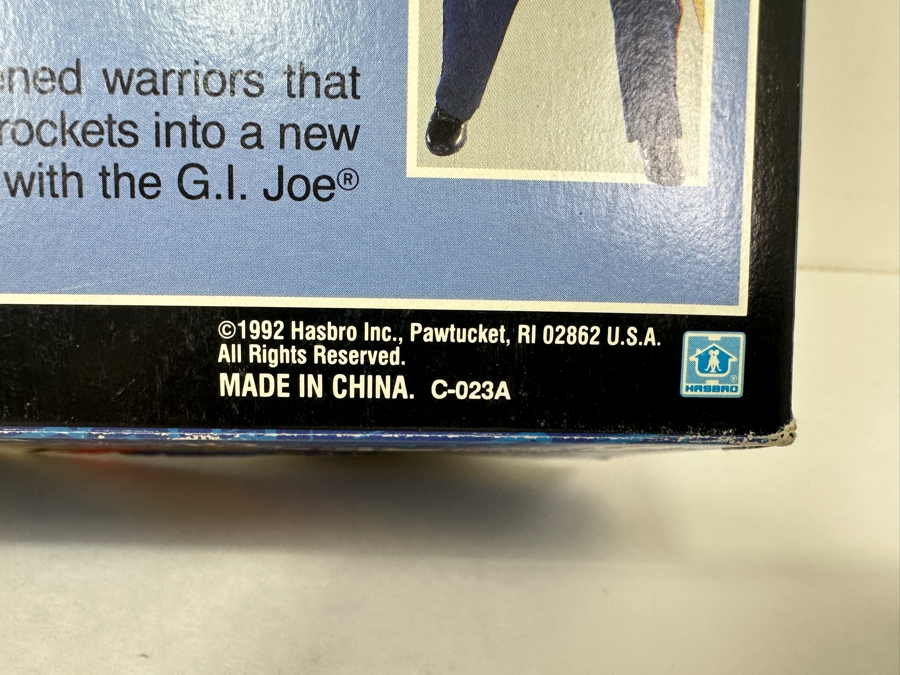 ened warriors that
rockets into a new
with the G.I. Joe®
©1992 Hasbro Inc., Pawtucket, RI 02862 U.S.A.
All Rights Reserved.
MADE IN CHINA. C-023A
HASBRO ®